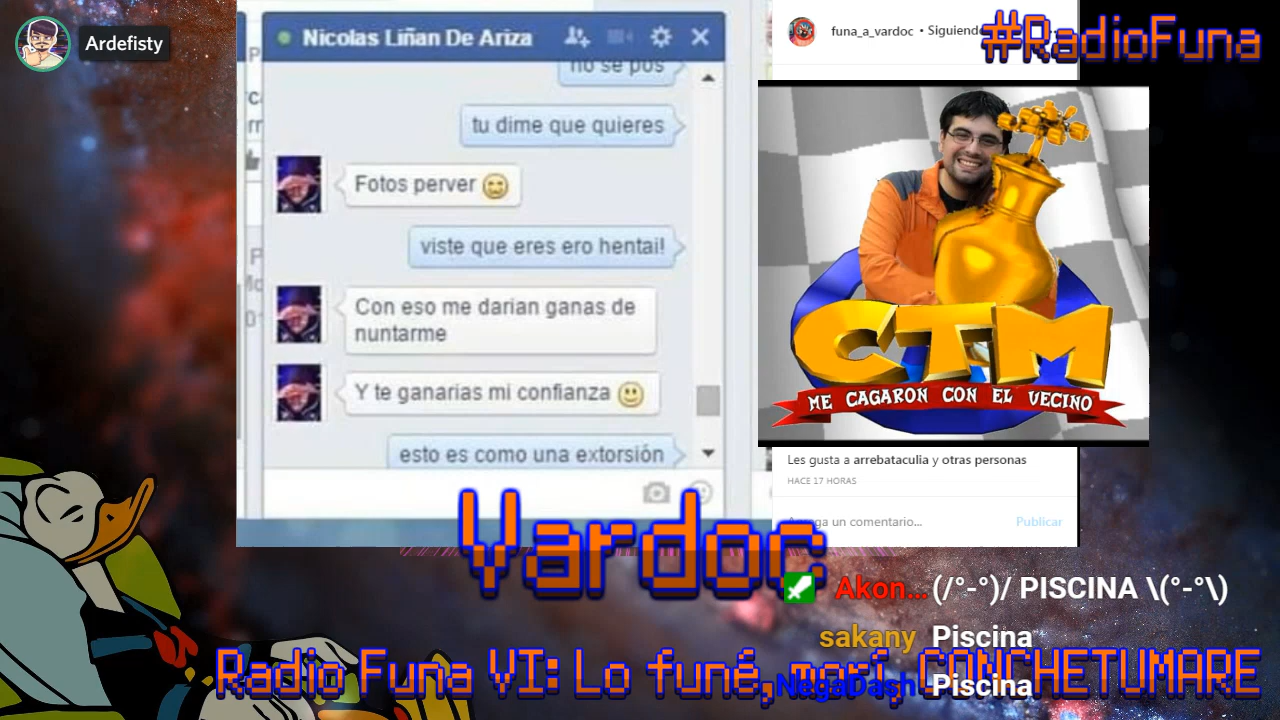 Ardefisty
Nicolas Liñan De Ariza
no se pos
tu dime que quieres
Fotos perver
viste que eres ero hentai!
Con eso me darian ganas de
nuntarme
Y te ganarias mi confianza
esto es como una extorsión
funa_a_vardoc • Siguiendo
#RadioFuna
CTM
ME CAGARON CON EL VECINO
Les gusta a arrebataculia y otras personas
HACE 17 HORAS
un comentario...
Publicar
Vardoc
Akon... (/°-°)/ PISCINA \(°-°\)
sakany Piscina
NegaDash Piscina
Radio Funa VI: Lo funé, morí, CONCHETUMARE